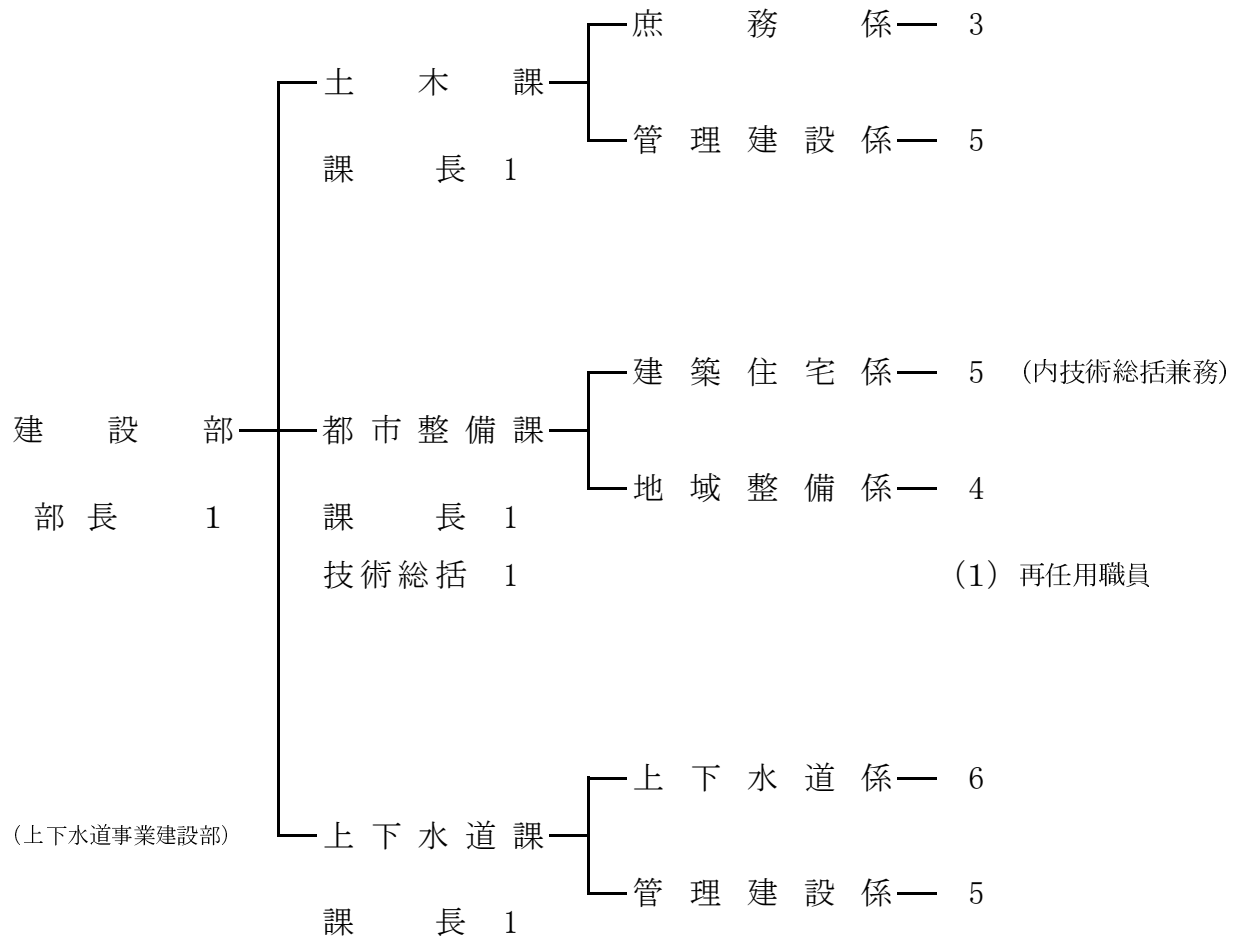 庶務係 3
土木課
管理建設係 5
課長 1
建築住宅係 5 (内技術総括兼務)
建設部 都市整備課
地域整備係 4
部長 1 課長 1
技術総括 1 (1) 再任用職員
上下水道係 6
(上下水道事業建設部) 上下水道課
管理建設係 5
課長 1